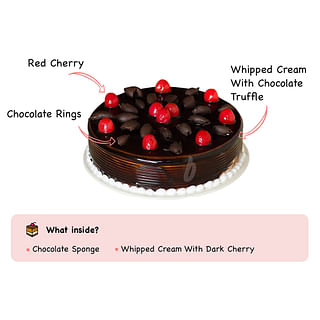 Red Cherry
Whipped Cream
With Chocolate
Truffle
Chocolate Rings
What inside?
• Chocolate Sponge • Whipped Cream With Dark Cherry